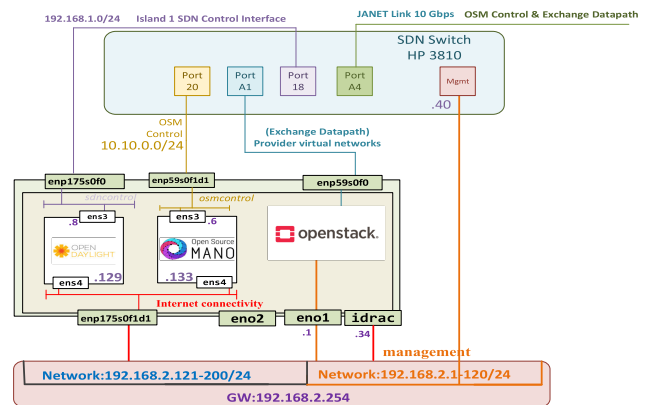 192.168.1.0/24 Island 1 SDN Control Interface
JANET Link 10 Gbps OSM Control & Exchange Datapath
SDN Switch
HP 3810
Port
20
Port
A1
Port
18
Port
A4
Mgmt
.40
OSM
Control
10.10.0.0/24
(Exchange Datapath)
Provider virtual networks
enp175s0f0
enp59s0f1d1
enp59s0f0
sdncontrol
osmcontrol
.8
ens3
ens3
.6
OPEN
DAYLIGHT
Open Source
MANO
openstack.
.129
.133
ens4
ens4
Internet connectivity
enp175s0f1d1
eno2
eno1
idrac
.1
.34
management
Network:192.168.2.121-200/24
Network:192.168.2.1-120/24
GW:192.168.2.254